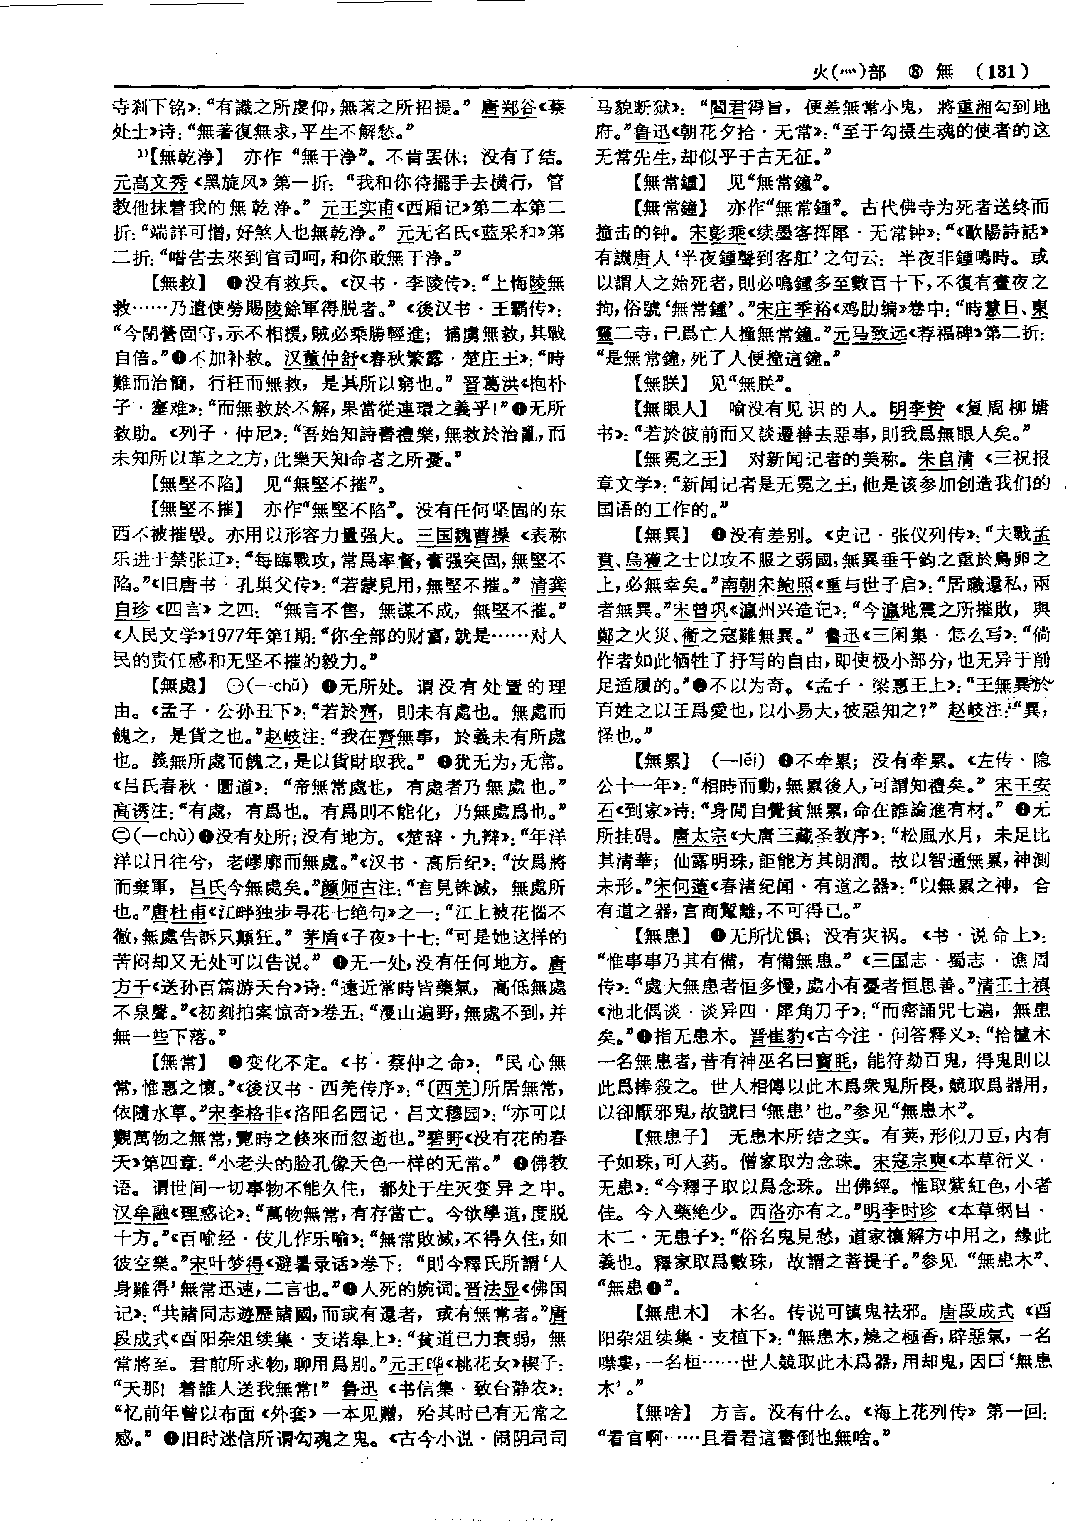 火(灬)部 ⑧ 無 (131)
寺刹下铭》:“有識之所虔仰,無著之所招提。”唐郑谷《蔡
处士》诗:“無著復無求,平生不解愁。”
【無乾净】 亦作“無干净”。不肯罢休;没有了结。
元高文秀《黑旋风》第一折:“我和你待擺手去横行,管
教他抹着我的無乾净。”元王实甫《西厢记》第二本第二
折:“端詳可憎,好煞人也無乾净。”元无名氏《蓝采和》第
二折:“喒告去來到官司呵,和你敢無干净。”
【無救】 ❶没有救兵。《汉书·李陵传》:“上悔陵無
救……乃遣使勞賜陵餘軍得脱者。”《後汉书·王霸传》:
“今閉營固守,示不相援,賊必乘勝輕進;捕虜無救,其戰
自倍。”❷不加补救。汉董仲舒《春秋繁露·楚庄王》:“時
難而治簡,行枉而無救,是其所以窮也。”晋葛洪《抱朴
子·塞难》:“而無救於不解,果當從連環之義乎!”❸无所
救助。《列子·仲尼》:“吾始知詩書禮樂,無救於治亂,而
未知所以革之之方,此樂天知命者之所憂。”
【無堅不陷】 见“無堅不摧”。
【無堅不摧】 亦作“無堅不陷”。没有任何坚固的东
西不被摧毁。亦用以形容力量强大。三国魏曹操《表称
乐进于禁张辽》:“每臨戰攻,常爲率督,奮强突固,無堅不
陷。”《旧唐书·孔巢父传》:“若蒙見用,無堅不摧。”清龚
自珍《四言》之四:“無言不售,無謀不成,無堅不摧。”
《人民文学》1977年第1期:“你全部的财富,就是……对人
民的责任感和无坚不摧的毅力。”
【無處】 ㊀(—chǔ) ❶无所处。谓没有处置的理
由。《孟子·公孙丑下》:“若於齊,則未有處也。無處而
餽之,是貨之也。”赵岐注:“我在齊無事,於義未有所處
也。義無所處而餽之,是以貨財取我。”❷犹无为,无常。
《吕氏春秋·圜道》:“帝無常處也,有處者乃無處也。”
高诱注:“有處,有爲也。有爲則不能化,乃無處爲也。”
㊁(—chù)❶没有处所;没有地方。《楚辞·九辩》:“年洋
洋以日往兮,老嵺廓而無處。”《汉书·高后纪》:“汝爲將
而棄軍,吕氏今無處矣。”颜师古注:“言見誅滅,無處所
也。”唐杜甫《江畔独步寻花七绝句》之一:“江上被花惱不
徹,無處告訴只顛狂。”茅盾《子夜》十七:“可是她这样的
苦闷却又无处可以告说。”❷无一处,没有任何地方。唐
方干《送孙百篇游天台》诗:“遠近常時皆藥氣,高低無處
不泉聲。”《初刻拍案惊奇》卷五:“漫山遍野,無處不到,并
無一些下落。”
【無常】 ❶变化不定。《书·蔡仲之命》:“民心無
常,惟惠之懷。”《後汉书·西羌传序》:“〔西羌〕所居無常,
依隨水草。”宋李格非《洛阳名园记·吕文穆园》:“亦可以
觀萬物之無常,覽時之倏來而忽逝也。”碧野《没有花的春
天》第四章:“小老头的脸孔像天色一样的无常。”❷佛教
语。谓世间一切事物不能久住,都处于生灭变异之中。
汉牟融《理惑论》:“萬物無常,有存當亡。今欲學道,度脱
十方。”《百喻经·伎儿作乐喻》:“無常敗滅,不得久住,如
彼空樂。”宋叶梦得《避暑录话》卷下:“則今釋氏所謂‘人
身難得’無常迅速,二言也。”❸人死的婉词。晋法显《佛国
记》:“共諸同志遊歷諸國,而或有還者,或有無常者。”唐
段成式《酉阳杂俎续集·支诺皋上》:“貧道已力衰弱,無
常將至。君前所求物,聊用爲别。”元王晔《桃花女》楔子:
“天那!着誰人送我無常!”鲁迅《书信集·致台静农》:
“忆前年曾以布面《外套》一本见赠,殆其时已有无常之
感。”❹旧时迷信所谓勾魂之鬼。《古今小说·闹阴司司
马貌断狱》:“閻君得旨,便差無常小鬼,將重湘勾到地
府。”鲁迅《朝花夕拾·无常》:“至于勾摄生魂的使者的这
无常先生,却似乎于古无征。”
【無常鍾】 见“無常鐘”。
【無常鐘】 亦作“無常鍾”。古代佛寺为死者送终而
撞击的钟。宋彭乘《续墨客挥犀·无常钟》:“《歐陽詩話》
有譏唐人‘半夜鍾聲到客舡’之句云:半夜非鍾鳴時。或
以謂人之始死者,則必鳴鍾多至數百十下,不復有晝夜之
拘,俗號‘無常鍾’。”宋庄季裕《鸡肋编》卷中:“時慧日、東
靈二寺,已爲亡人撞無常鐘。”元马致远《荐福碑》第二折:
“是無常鐘,死了人便撞這鐘。”
【無朕】 见“無朕”。
【無眼人】 喻没有见识的人。明李贽《复周柳塘
书》:“若於彼前而又談遷善去惡事,則我爲無眼人矣。”
【無冕之王】 对新闻记者的美称。朱自清《三祝报
章文学》:“新闻记者是无冕之王,他是该参加创造我们的
国语的工作的。”
【無異】 ❶没有差别。《史记·张仪列传》:“夫戰孟
賁、烏獲之士以攻不服之弱國,無異垂千鈞之重於鳥卵之
上,必無幸矣。”南朝宋鲍照《重与世子启》:“居職還私,兩
者無異。”宋曾巩《瀛州兴造记》:“今瀛地震之所摧敗,與
鄭之火災、衞之寇難無異。”鲁迅《三闲集·怎么写》:“倘
作者如此牺牲了抒写的自由,即使极小部分,也无异于削
足适履的。”❷不以为奇。《孟子·梁惠王上》:“王無異於
百姓之以王爲愛也,以小易大,彼惡知之?”赵岐注:“異,
怪也。”
【無累】 (—lěi) ❶不牵累;没有牵累。《左传·隐
公十一年》:“相時而動,無累後人,可謂知禮矣。”宋王安
石《到家》诗:“身閒自覺貧無累,命在誰論進有材。”❷无
所挂碍。唐太宗《大唐三藏圣教序》:“松風水月,未足比
其清華;仙露明珠,詎能方其朗潤。故以智通無累,神測
未形。”宋何薳《春渚纪闻·有道之器》:“以無累之神,合
有道之器,言商䰟離,不可得已。”
【無患】 ❶无所忧惧;没有灾祸。《书·说命上》:
“惟事事乃其有備,有備無患。”《三国志·蜀志·谯周
传》:“處大無患者恒多慢,處小有憂者恒思善。”清王士禛
《池北偶谈·谈异四·犀角刀子》:“而密誦咒七遍,無患
矣。”❷指无患木。晋崔豹《古今注·问答释义》:“拾櫨木
一名無患者,昔有神巫名曰寶眊,能符劾百鬼,得鬼則以
此爲棒殺之。世人相傳以此木爲衆鬼所畏,競取爲器用,
以卻厭邪鬼,故號曰‘無患’也。”参见“無患木”。
【無患子】 无患木所结之实。有荚,形似刀豆,内有
子如珠,可入药。僧家取为念珠。宋寇宗奭《本草衍义·
无患》:“今釋子取以爲念珠。出佛經。惟取紫紅色,小者
佳。今人藥絶少。西洛亦有之。”明李时珍《本草纲目·
木二·无患子》:“俗名鬼見愁,道家禳解方中用之,緣此
義也。釋家取爲數珠,故謂之菩提子。”参见“無患木”、
“無患❷”。
【無患木】 木名。传说可镇鬼祛邪。唐段成式《酉
阳杂俎续集·支植下》:“無患木,燒之極香,辟惡氣,一名
噤婁,一名桓……世人競取此木爲器,用却鬼,因曰‘無患
木’。”
【無啥】 方言。没有什么。《海上花列传》第一回:
“看官啊……且看看這書倒也無啥。”